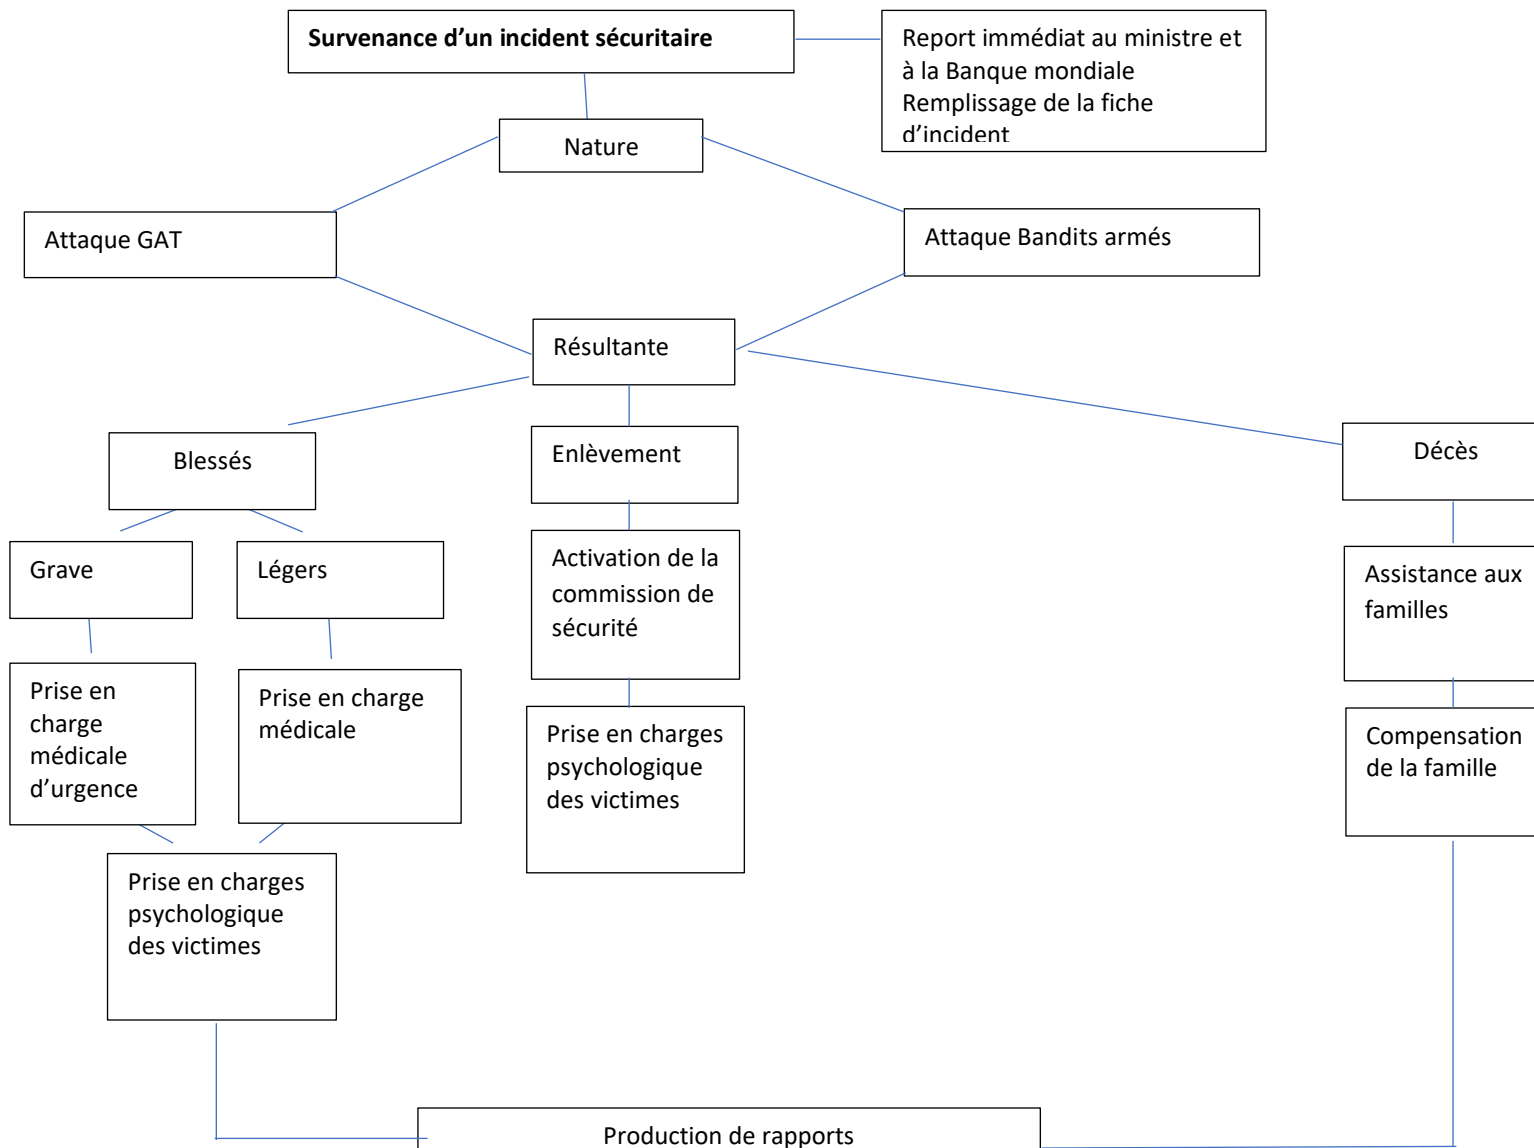 Survenance d’un incident sécuritaire
Report immédiat au ministre et
à la Banque mondiale
Remplissage de la fiche
d’incident
Nature
Attaque GAT
Attaque Bandits armés
Résultante
Blessés
Enlèvement
Décès
Grave
Légers
Activation de la
commission de
sécurité
Assistance aux
familles
Prise en
charge
médicale
d’urgence
Prise en charge
médicale
Prise en charges
psychologique
des victimes
Compensation
de la famille
Prise en charges
psychologique
des victimes
Production de rapports